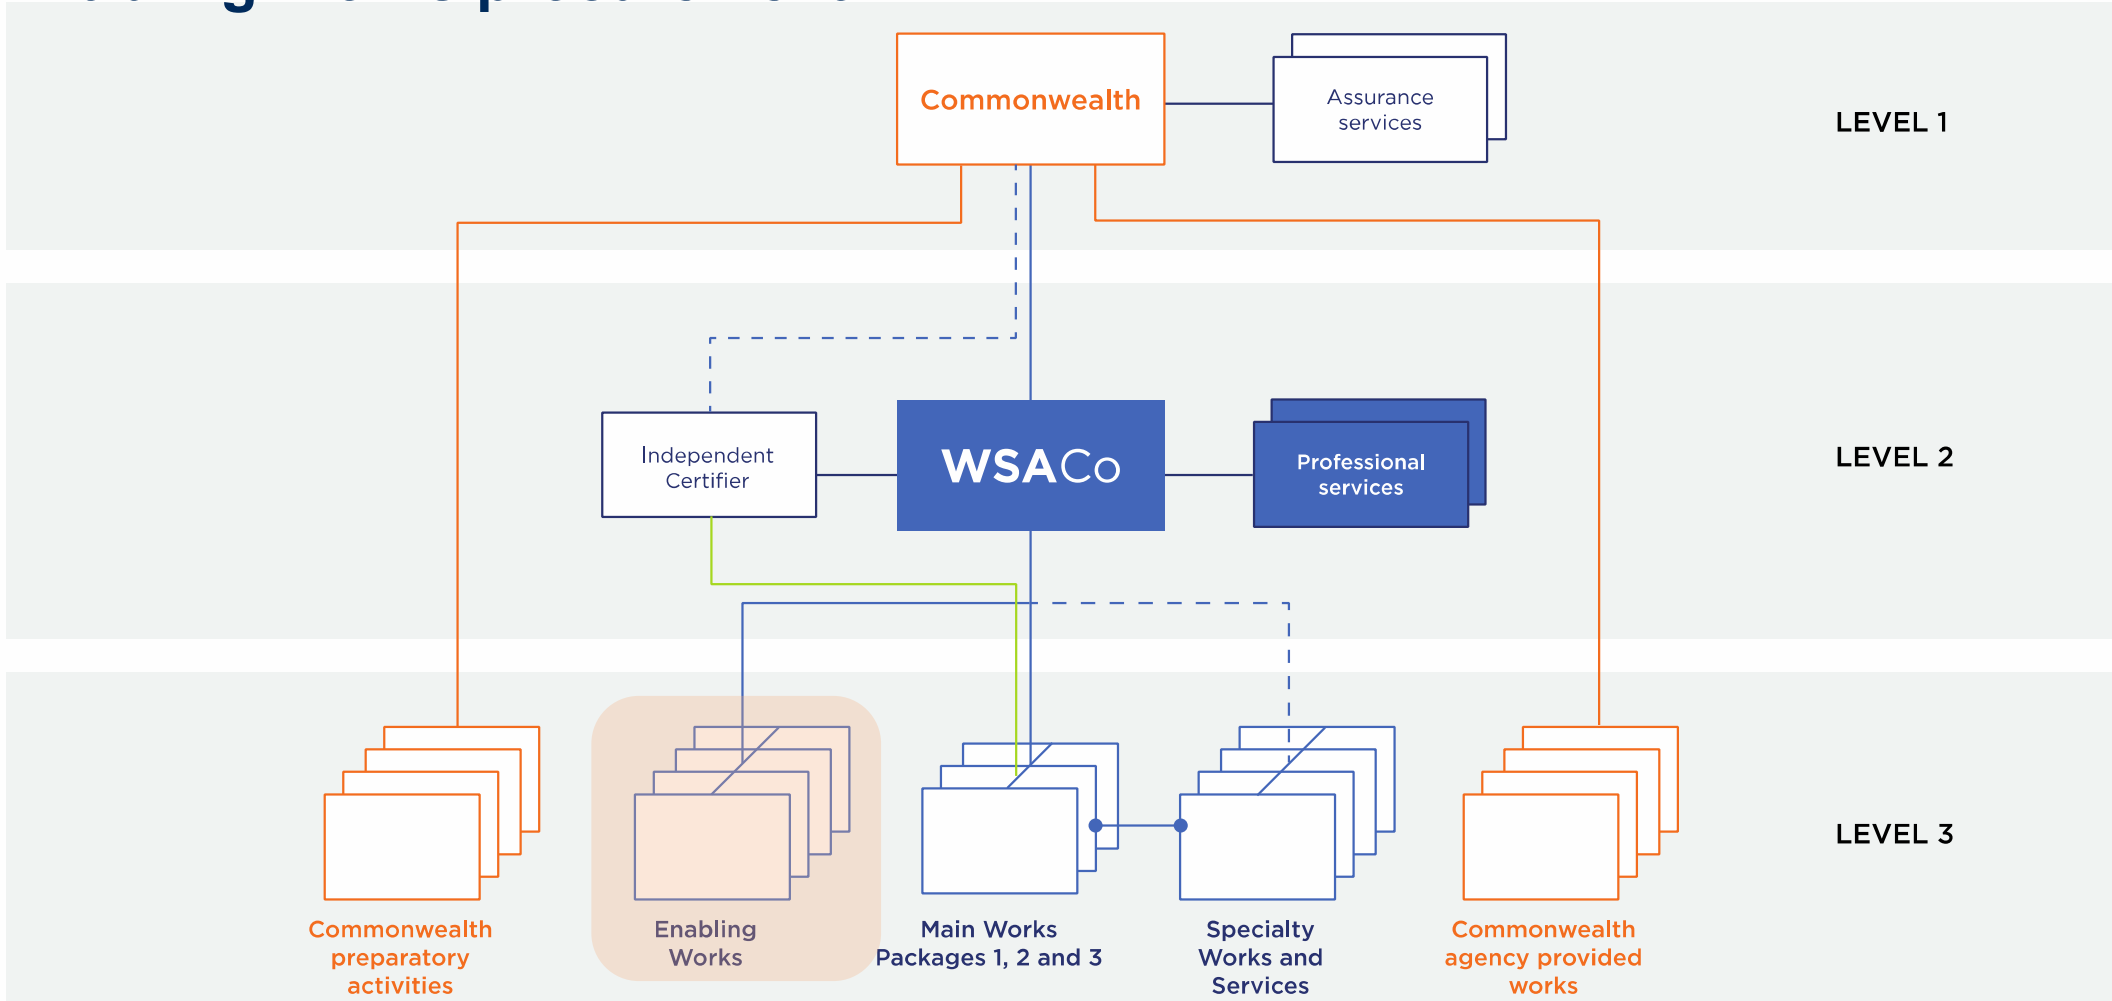 Commonwealth
Assurance
services
LEVEL 1
Independent
Certifier
WSACo
Professional
services
LEVEL 2
LEVEL 3
Commonwealth
preparatory
activities
Enabling
Works
Main Works
Packages 1, 2 and 3
Specialty
Works and
Services
Commonwealth
agency provided
works